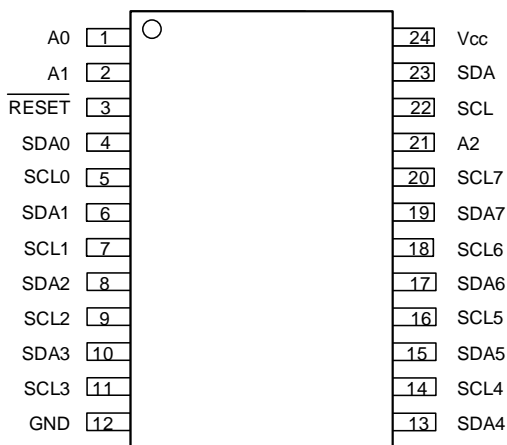 A0 1 24 Vcc
A1 2 23 SDA
RESET 3 22 SCL
SDA0 4 21 A2
SCL0 5 20 SCL7
SDA1 6 19 SDA7
SCL1 7 18 SCL6
SDA2 8 17 SDA6
SCL2 9 16 SCL5
SDA3 10 15 SDA5
SCL3 11 14 SCL4
GND 12 13 SDA4